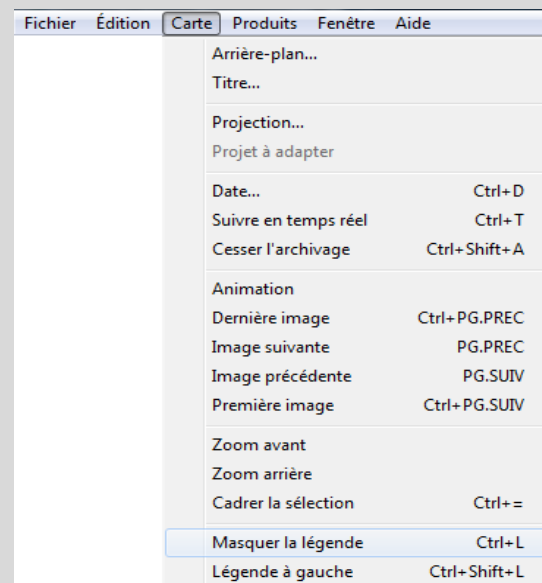 Fichier Édition Carte Produits Fenêtre Aide
Arrière-plan...
Titre...
Projection...
Projet à adapter
Date... Ctrl+D
Suivre en temps réel Ctrl+T
Cesser l'archivage Ctrl+Shift+A
Animation
Dernière image Ctrl+PG.PREC
Image suivante PG.PREC
Image précédente PG.SUIV
Première image Ctrl+PG.SUIV
Zoom avant
Zoom arrière
Cadrer la sélection Ctrl+=
Masquer la légende Ctrl+L
Légende à gauche Ctrl+Shift+L